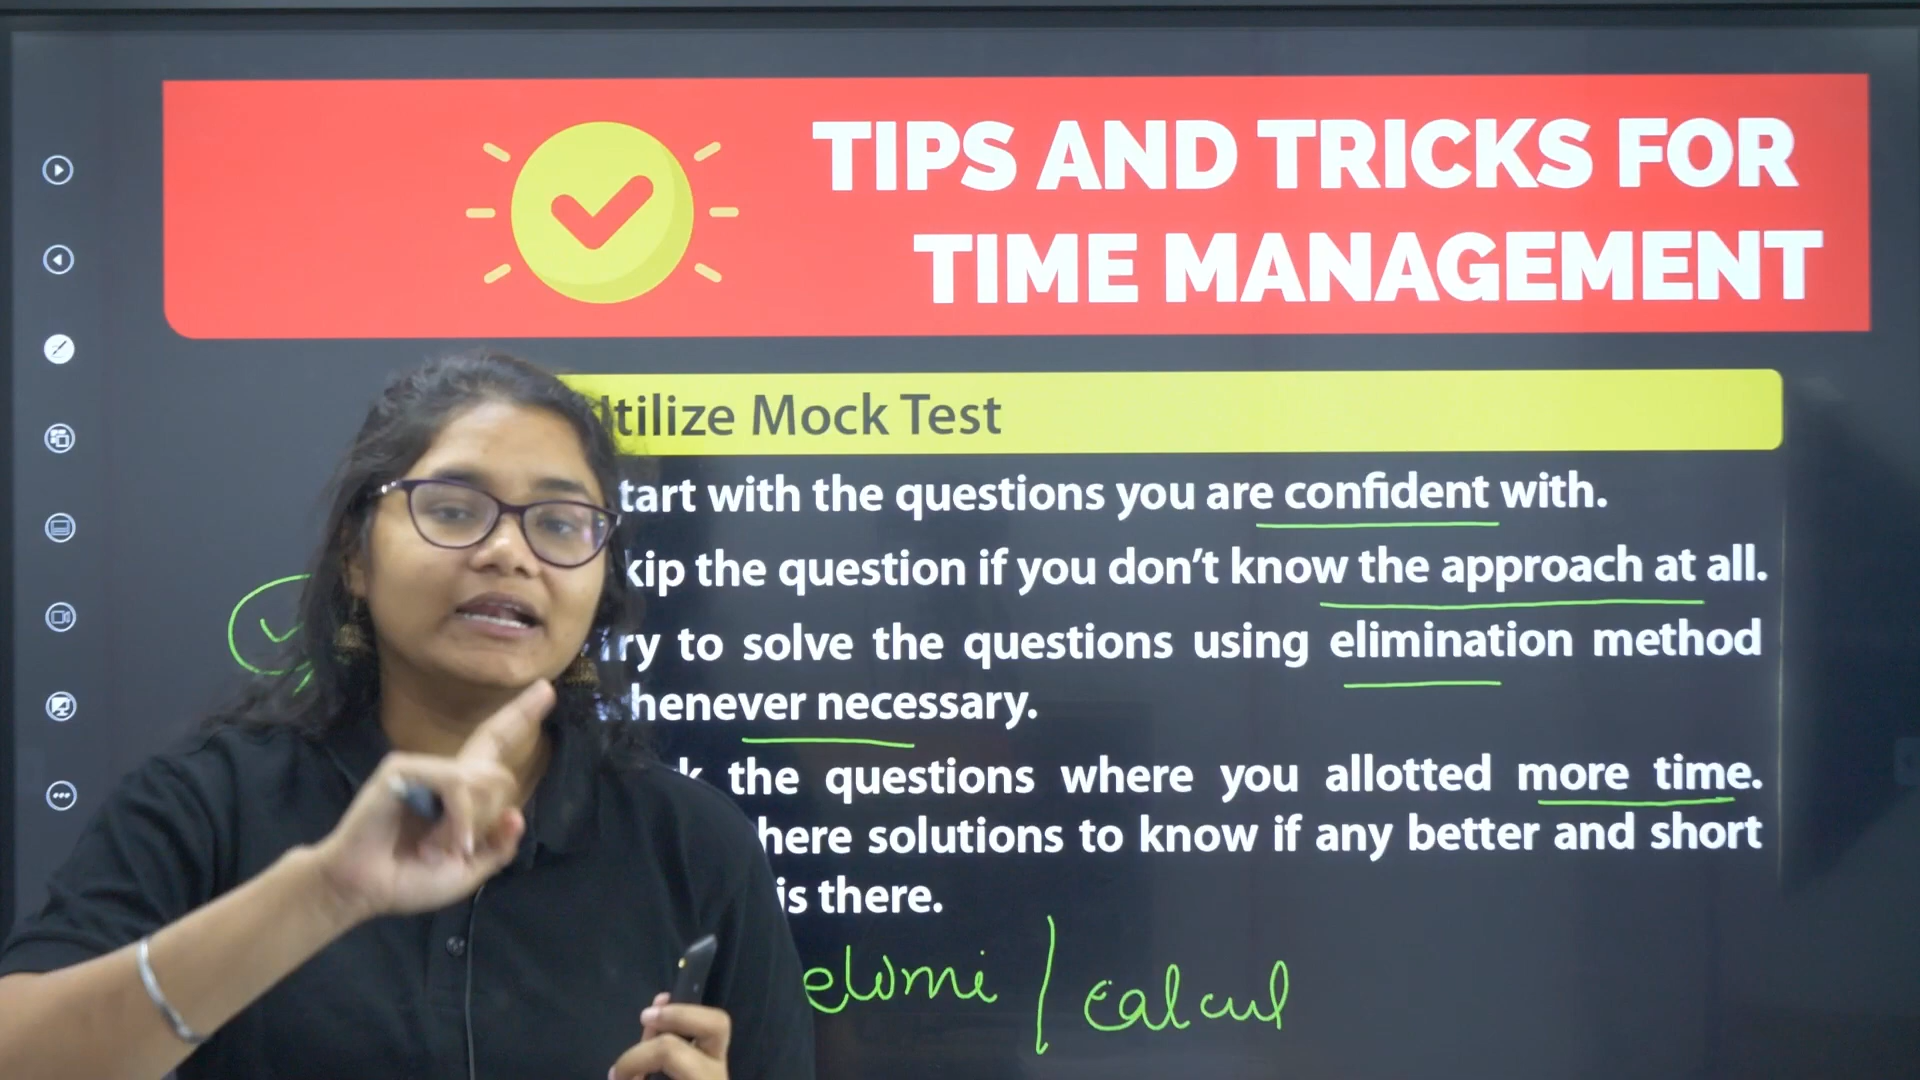 TIPS AND TRICKS FOR
TIME MANAGEMENT
tilize Mock Test
tart with the questions you are confident with.
kip the question if you don't know the approach at all.
ry to solve the questions using elimination method
henever necessary.
k the questions where you allotted more time.
here solutions to know if any better and short
is there.
elimi / calcul